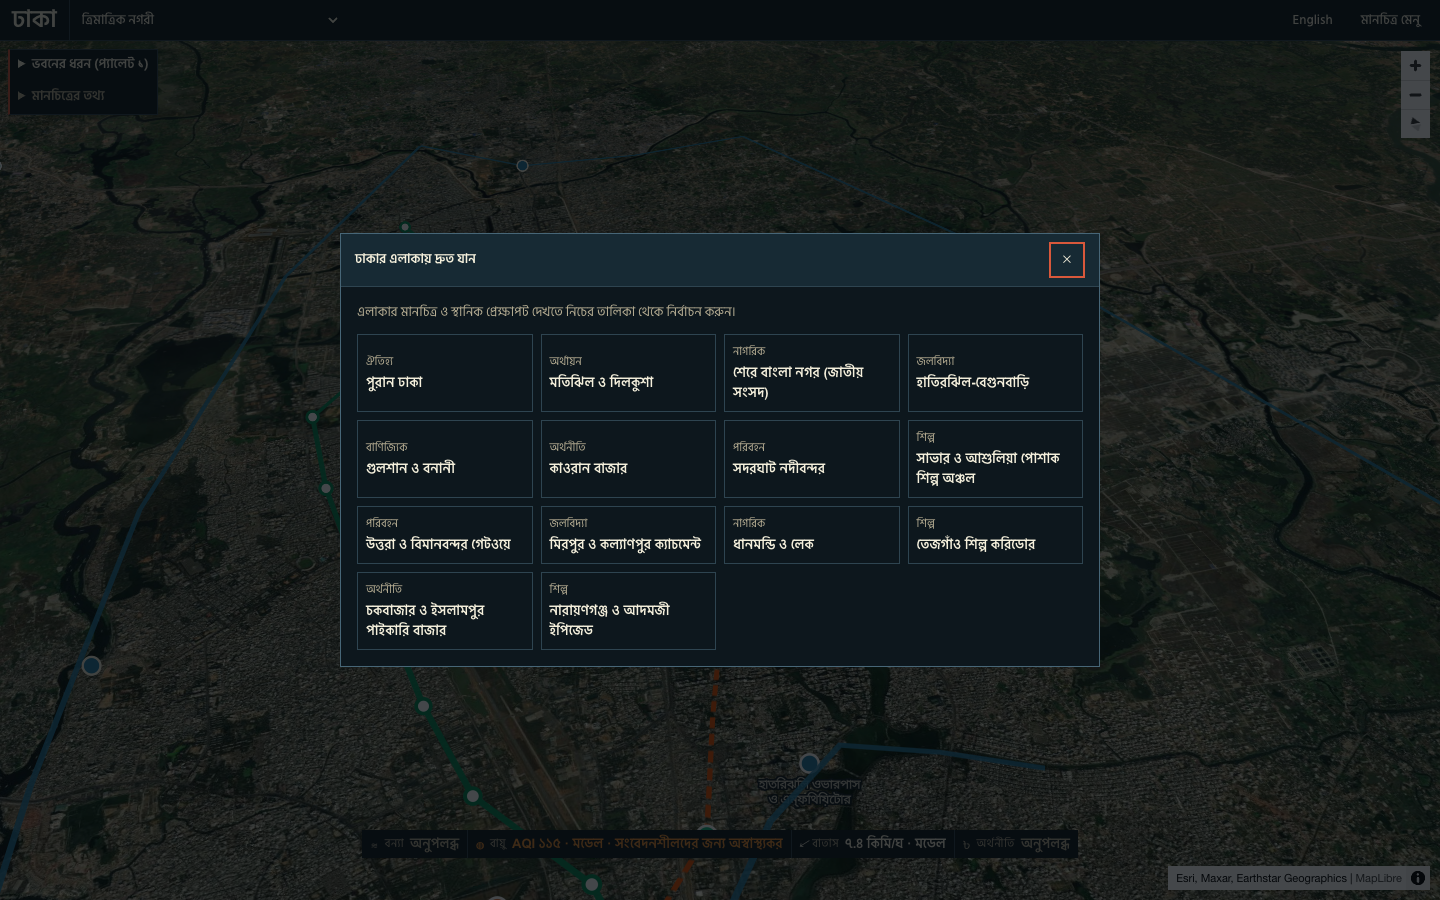 ঢাকা
ত্রিমাত্রিক নগরী
English
মানচিত্র মেনু
ভবনের ধরন (প্যালেট ১)
মানচিত্রের তথ্য
ঢাকার এলাকায় দ্রুত যান
×
এলাকার মানচিত্র ও স্থানিক প্রেক্ষাপট দেখতে নিচের তালিকা থেকে নির্বাচন করুন।
ঐতিহ্য
পুরান ঢাকা
অর্থায়ন
মতিঝিল ও দিলকুশা
নাগরিক
শেরে বাংলা নগর (জাতীয়
সংসদ)
জলবিদ্যা
হাতিরঝিল-বেগুনবাড়ি
বাণিজ্যিক
গুলশান ও বনানী
অর্থনীতি
কাওরান বাজার
পরিবহন
সদরঘাট নদীবন্দর
শিল্প
সাভার ও আশুলিয়া পোশাক
শিল্প অঞ্চল
পরিবহন
উত্তরা ও বিমানবন্দর গেটওয়ে
জলবিদ্যা
মিরপুর ও কল্যাণপুর ক্যাচমেন্ট
নাগরিক
ধানমন্ডি ও লেক
শিল্প
তেজগাঁও শিল্প করিডোর
অর্থনীতি
চকবাজার ও ইসলামপুর
পাইকারি বাজার
শিল্প
নারায়ণগঞ্জ ও আদমজী
ইপিজেড
হাতিরঝিল ওভারপাস
ও
বন্যা অনুপলব্ধ
বায়ু AQI ১১৫ · মডেল · সংবেদনশীলদের জন্য অস্বাস্থ্যকর
বাতাস ৭.৪ কিমি/ঘ · মডেল
৳ অর্থনীতি অনুপলব্ধ
Esri, Maxar, Earthstar Geographics | MapLibre